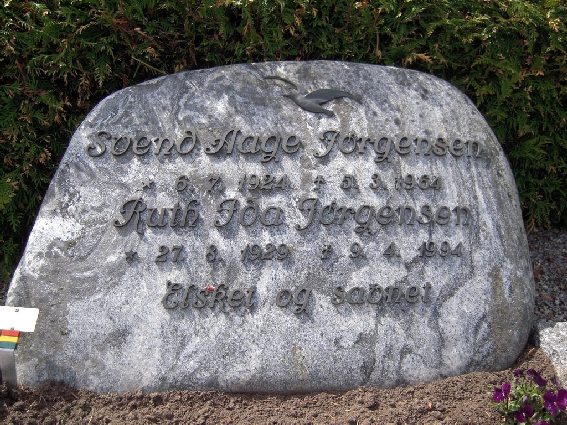 Svend Aage Jørgensen
* 6. 7. 1924 ✝ 5. 3. 1964
Ruth Ida Jørgensen
* 27. 8. 1929 ✝ 9. 4. 1994
Elsket og savnet